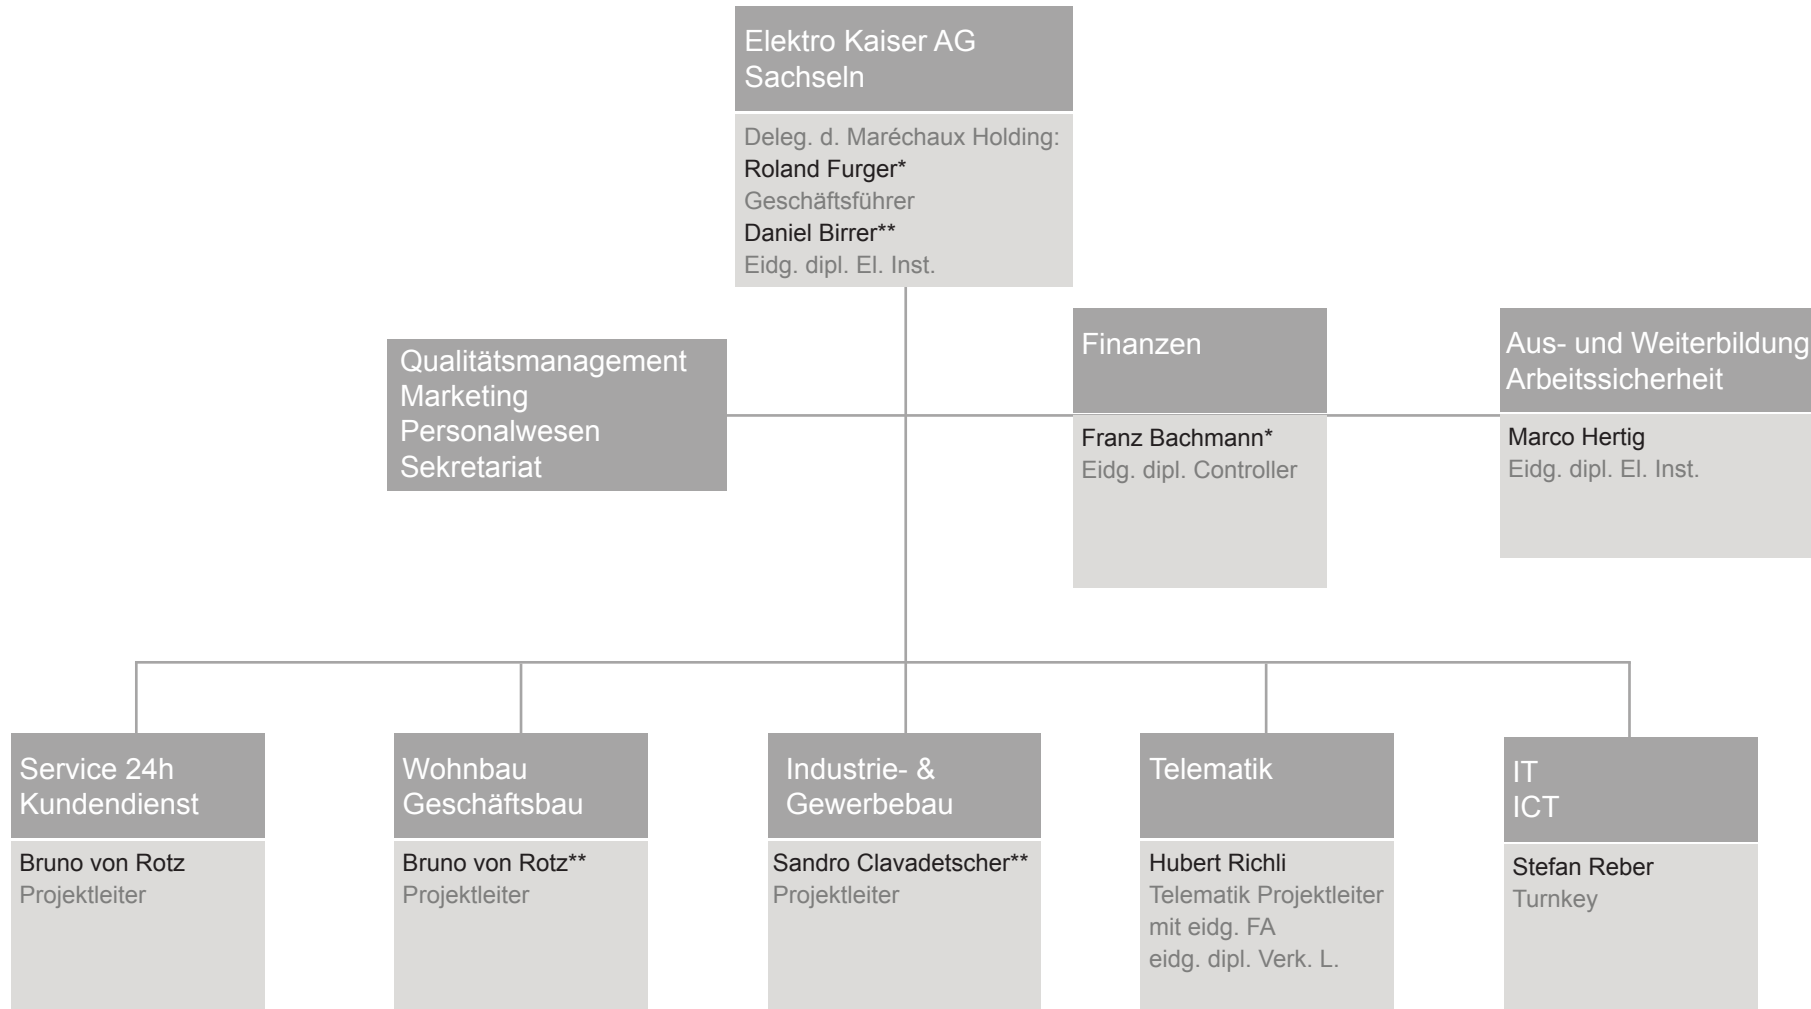 Elektro Kaiser AG
Sachseln
Deleg. d. Maréchaux Holding:
Roland Furger*
Geschäftsführer
Daniel Birrer**
Eidg. dipl. El. Inst.
Qualitätsmanagement
Marketing
Personalwesen
Sekretariat
Finanzen
Franz Bachmann*
Eidg. dipl. Controller
Aus- und Weiterbildung
Arbeitssicherheit
Marco Hertig
Eidg. dipl. El. Inst.
Service 24h
Kundendienst
Bruno von Rotz
Projektleiter
Wohnbau
Geschäftsbau
Bruno von Rotz**
Projektleiter
Industrie- &
Gewerbebau
Sandro Clavadetscher**
Projektleiter
Telematik
Hubert Richli
Telematik Projektleiter
mit eidg. FA
eidg. dipl. Verk. L.
IT
ICT
Stefan Reber
Turnkey